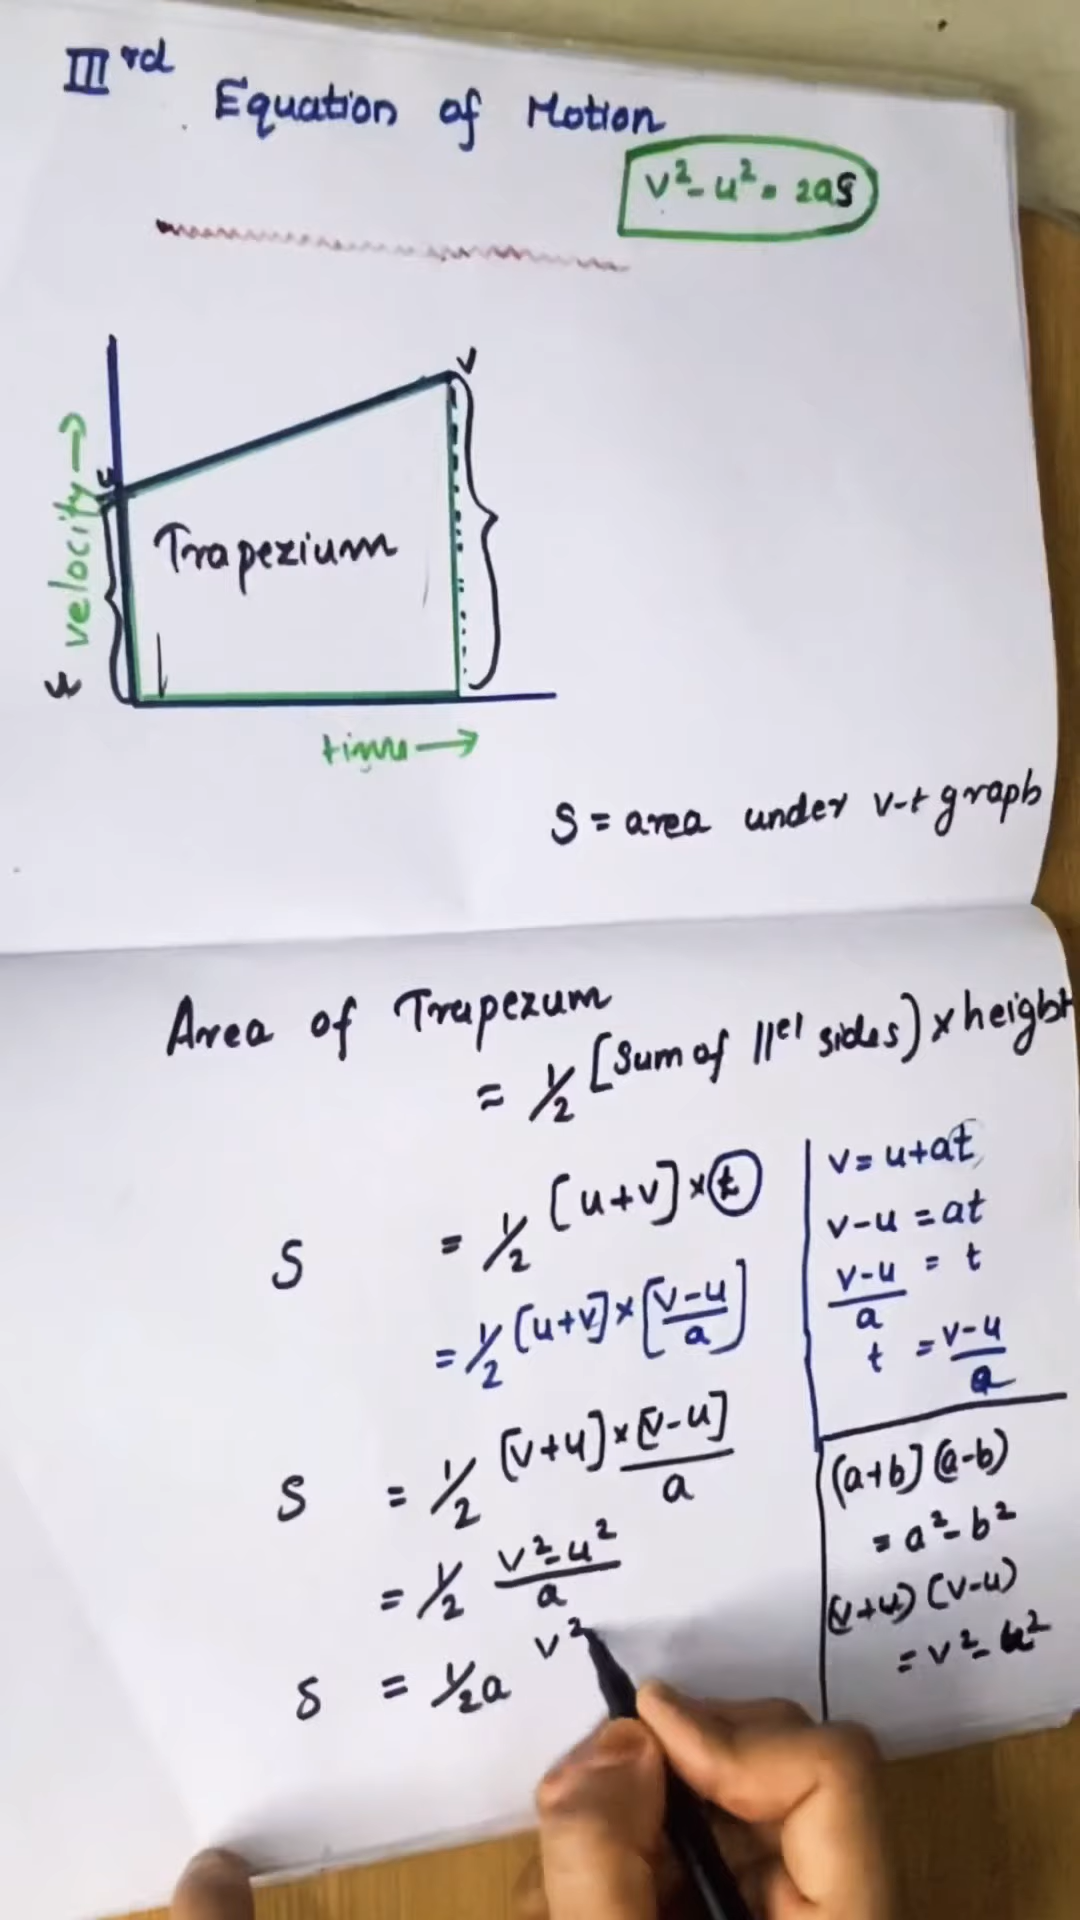 IIIrd
Equation of Motion
v²-u² = 2as
v
u
velocity →
Trapezium
u
time →
S = area under v-t graph
Area of Trapezum
= 1/2 [Sum of ||el sides) × height
S = 1/2 [u+v] × t
= 1/2 [u+v] × [v-u/a]
S = 1/2 [v+u] × [v-u]/a
= 1/2 v²-u²/a
S = 1/2a v²
v = u+at
v-u = at
v-u/a = t
t = v-u/a
(a+b] (a-b)
= a²-b²
(v+u) (v-u)
= v²-u²